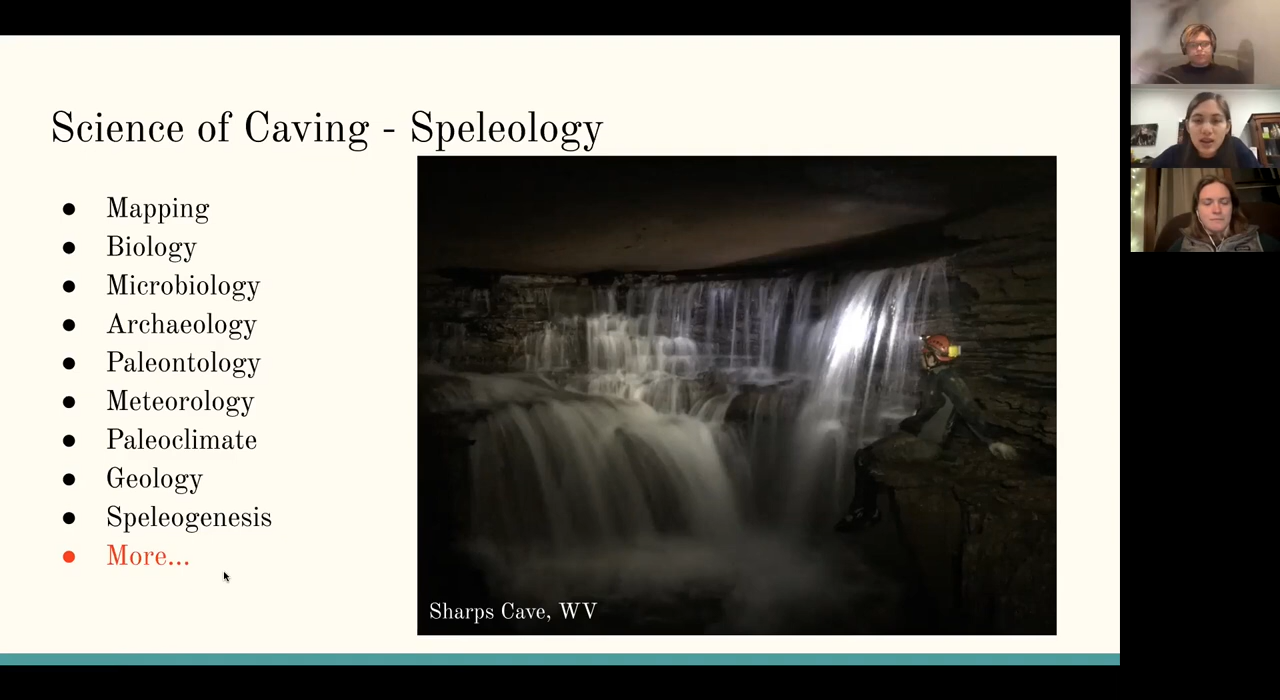 Science of Caving - Speleology
● Mapping
● Biology
● Microbiology
● Archaeology
● Paleontology
● Meteorology
● Paleoclimate
● Geology
● Speleogenesis
● More...
Sharps Cave, WV